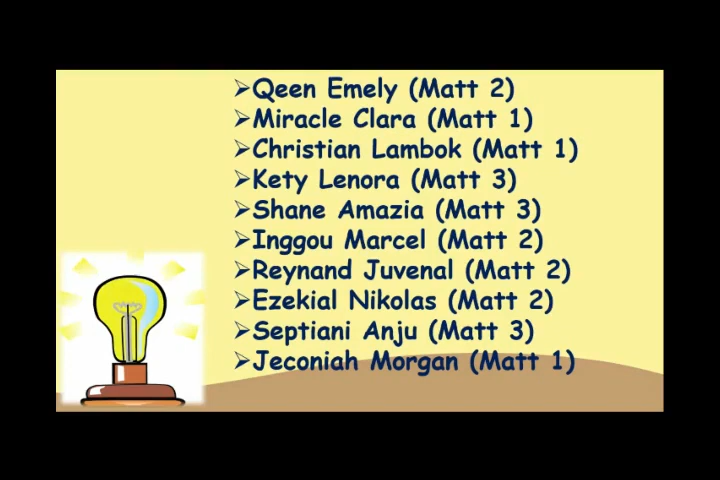 ➢Qeen Emely (Matt 2)
➢Miracle Clara (Matt 1)
➢Christian Lambok (Matt 1)
➢Kety Lenora (Matt 3)
➢Shane Amazia (Matt 3)
➢Inggou Marcel (Matt 2)
➢Reynand Juvenal (Matt 2)
➢Ezekial Nikolas (Matt 2)
➢Septiani Anju (Matt 3)
➢Jeconiah Morgan (Matt 1)